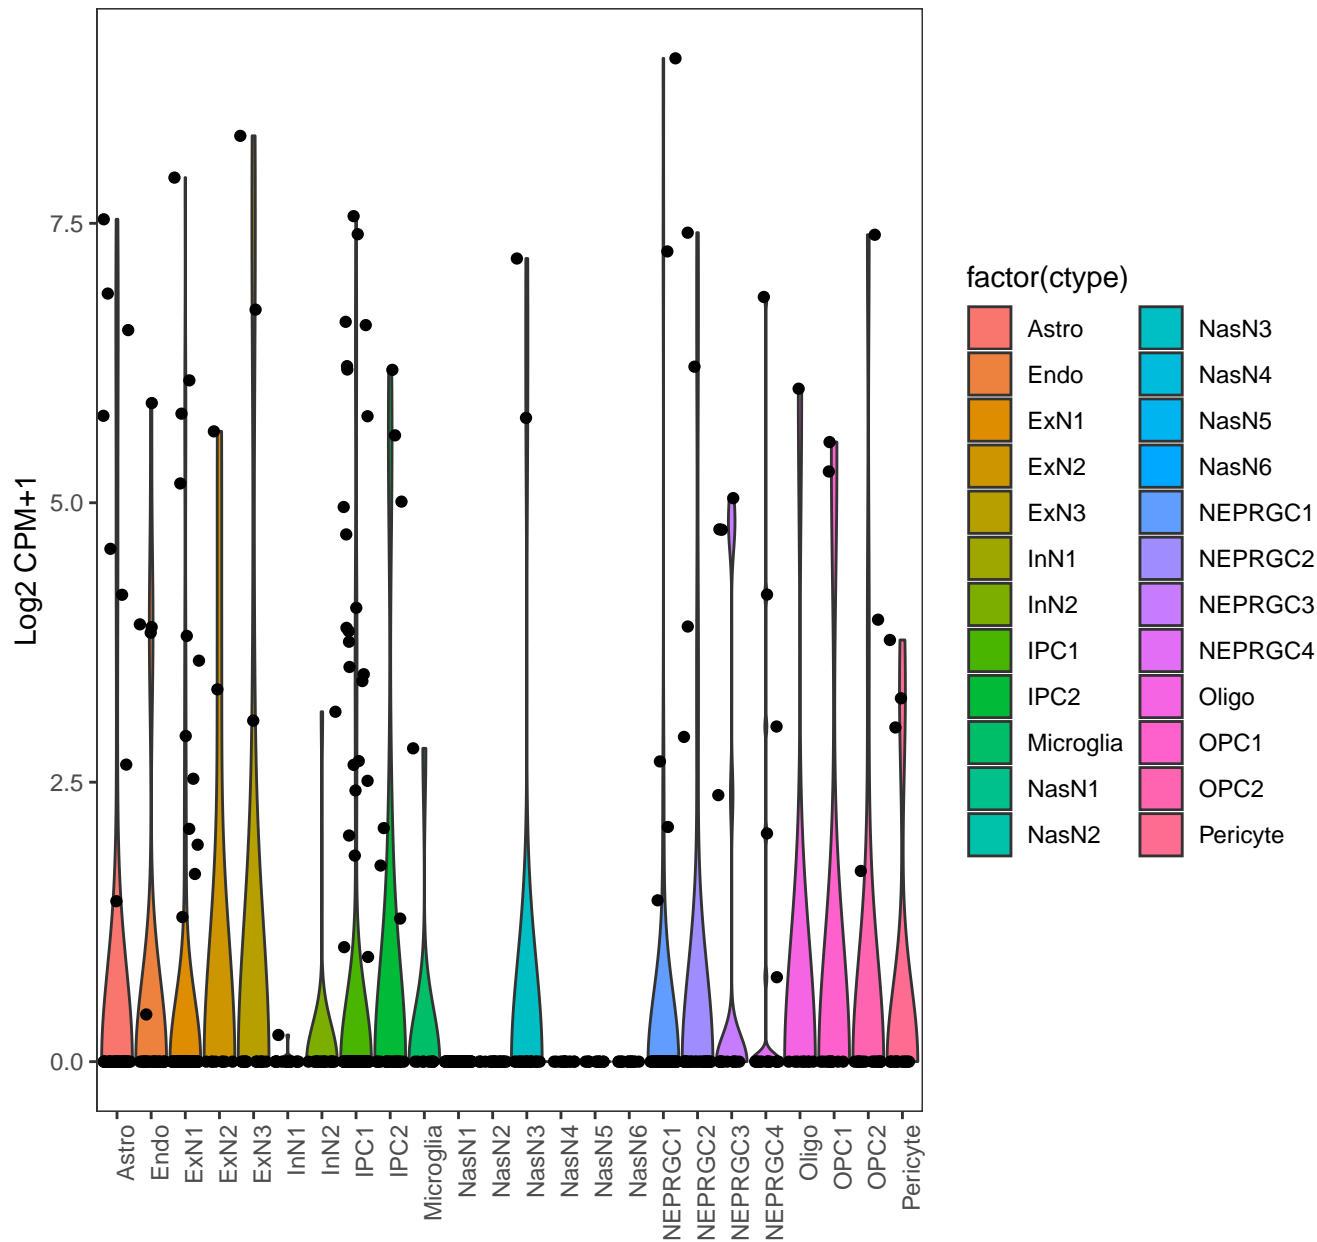 Log2 CPM+1
7.5
5.0
2.5
0.0
Astro
Endo
ExN1
ExN2
ExN3
InN1
InN2
IPC1
IPC2
Microglia
NasN1
NasN2
NasN3
NasN4
NasN5
NasN6
NEPRGC1
NEPRGC2
NEPRGC3
NEPRGC4
Oligo
OPC1
OPC2
Pericyte
factor(ctype)
Astro
Endo
ExN1
ExN2
ExN3
InN1
InN2
IPC1
IPC2
Microglia
NasN1
NasN2
NasN3
NasN4
NasN5
NasN6
NEPRGC1
NEPRGC2
NEPRGC3
NEPRGC4
Oligo
OPC1
OPC2
Pericyte